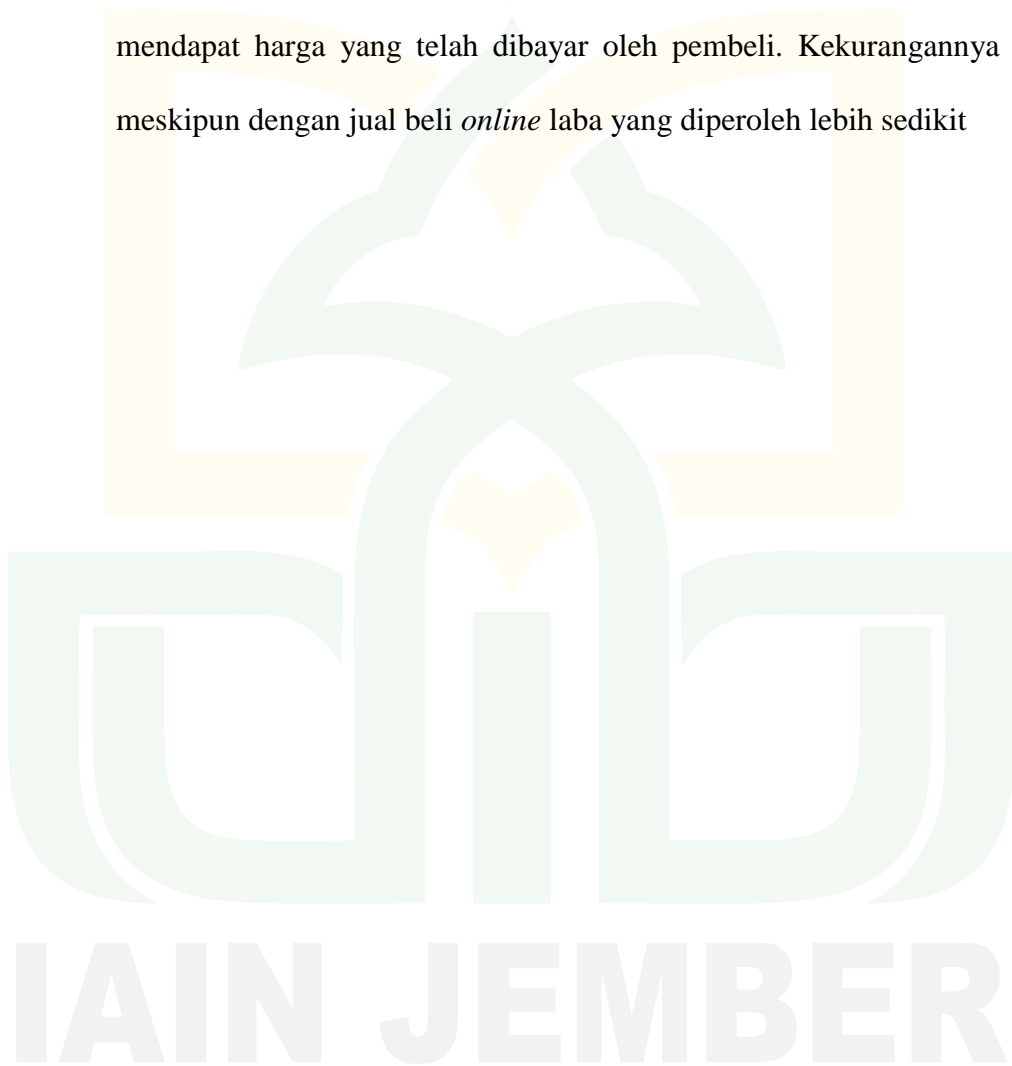 mendapat harga yang telah dibayar oleh pembeli. Kekurangannya
meskipun dengan jual beli online laba yang diperoleh lebih sedikit
IAIN JEMBER